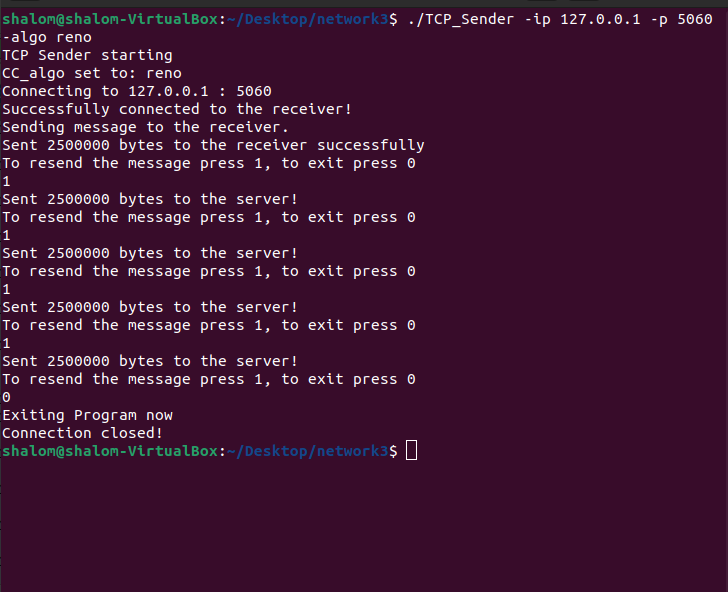 shalom@shalom-VirtualBox:~/Desktop/network3$ ./TCP_Sender -ip 127.0.0.1 -p 5060
-algo reno
TCP Sender starting
CC_algo set to: reno
Connecting to 127.0.0.1 : 5060
Successfully connected to the receiver!
Sending message to the receiver.
Sent 2500000 bytes to the receiver successfully
To resend the message press 1, to exit press 0
1
Sent 2500000 bytes to the server!
To resend the message press 1, to exit press 0
1
Sent 2500000 bytes to the server!
To resend the message press 1, to exit press 0
1
Sent 2500000 bytes to the server!
To resend the message press 1, to exit press 0
1
Sent 2500000 bytes to the server!
To resend the message press 1, to exit press 0
0
Exiting Program now
Connection closed!
shalom@shalom-VirtualBox:~/Desktop/network3$